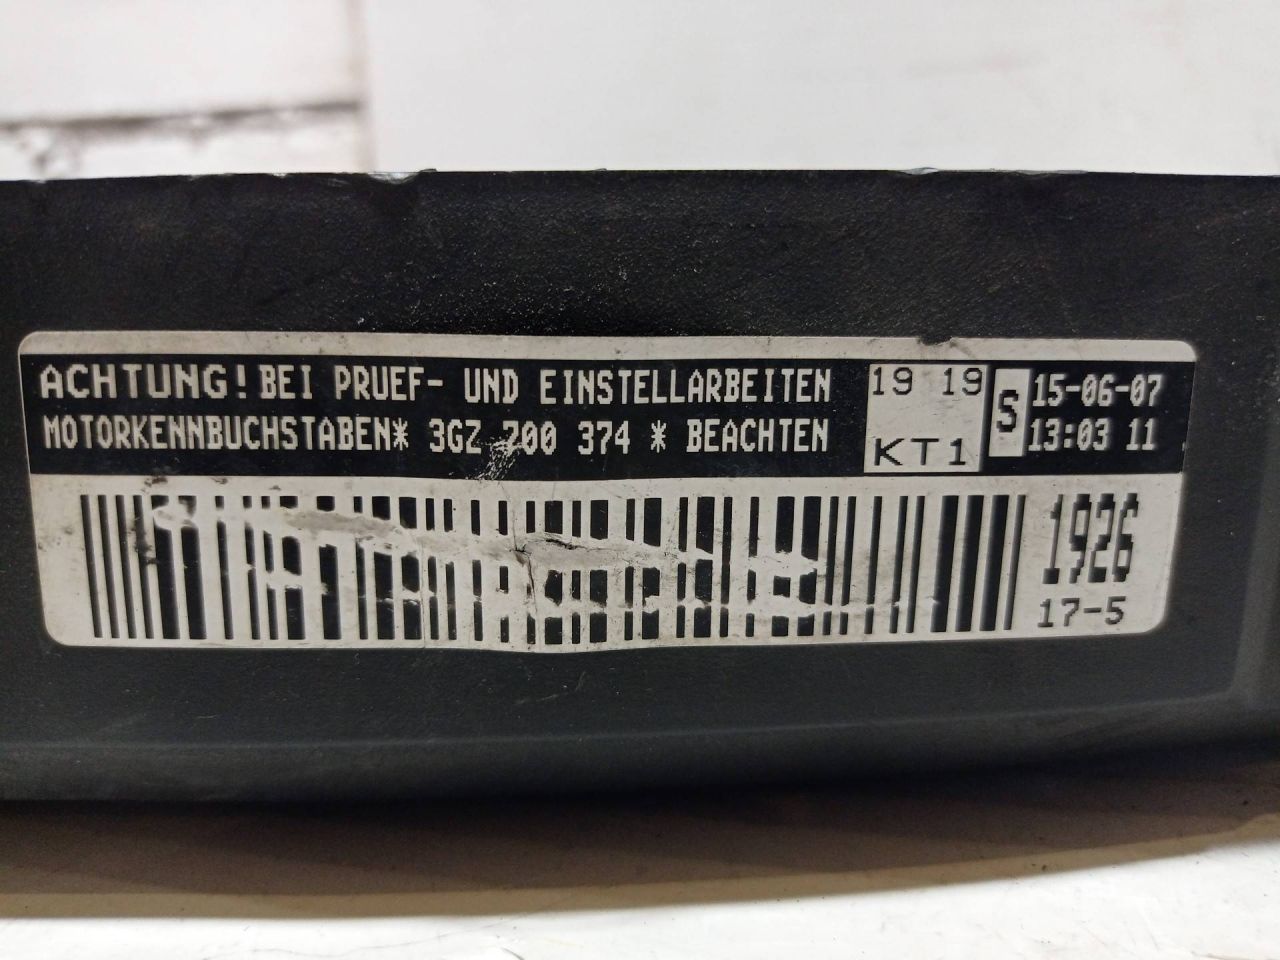 ACHTUNG! BEI PRUEF- UND EINSTELLARBEITEN
MOTORKENNBUCHSTABEN* 3GZ 700 374 * BEACHTEN
19 19
KT1
S
15-06-07
13:03 11
1926
17-5